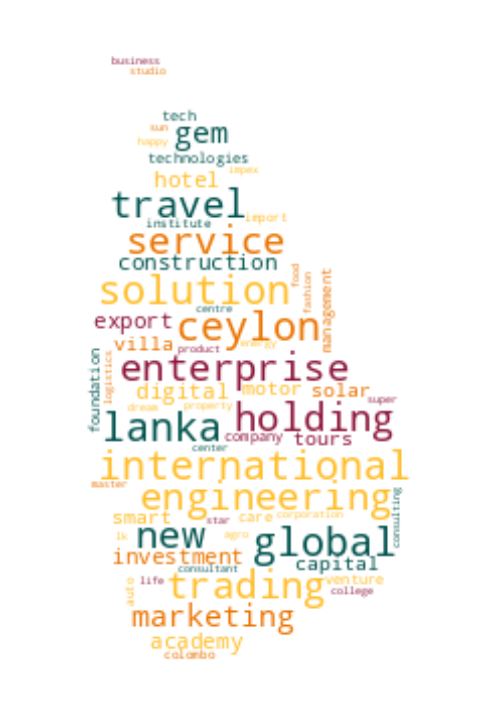 business
studio
tech
sun
gem
happy
technologies
impex
hotel
travel
import
institute
service
construction
food
fashion
management
solution
centre
export
ceylon
villa
product
energy
enterprise
foundation
logistics
digital
motor
solar
super
dream
property
lanka
holding
company
tours
center
international
master
engineering
consulting
smart
star
care
corporation
new
lk
agro
global
investment
capital
consultant
auto
life
trading
venture
college
marketing
academy
colombo